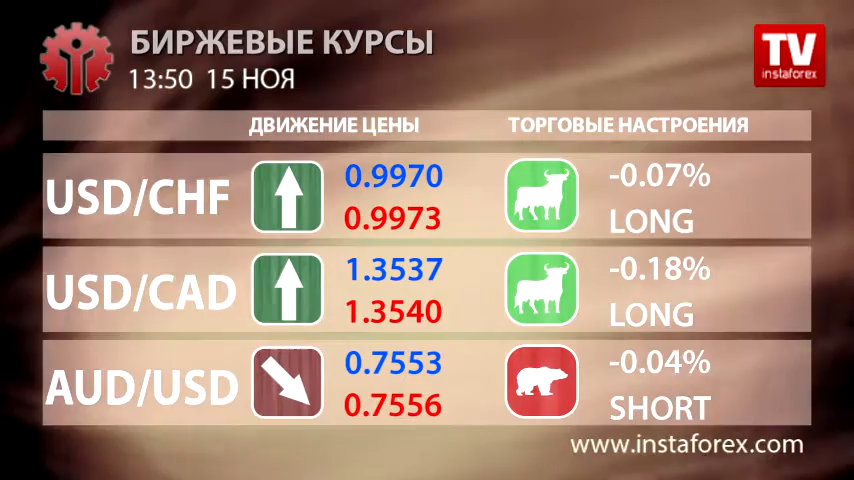 БИРЖЕВЫЕ КУРСЫ
13:50 15 НОЯ
TV
instaforex
ДВИЖЕНИЕ ЦЕНЫ ТОРГОВЫЕ НАСТРОЕНИЯ
USD/CHF
0.9970
0.9973
-0.07%
LONG
USD/CAD
1.3537
1.3540
-0.18%
LONG
AUD/USD
0.7553
0.7556
-0.04%
SHORT
www.instaforex.com